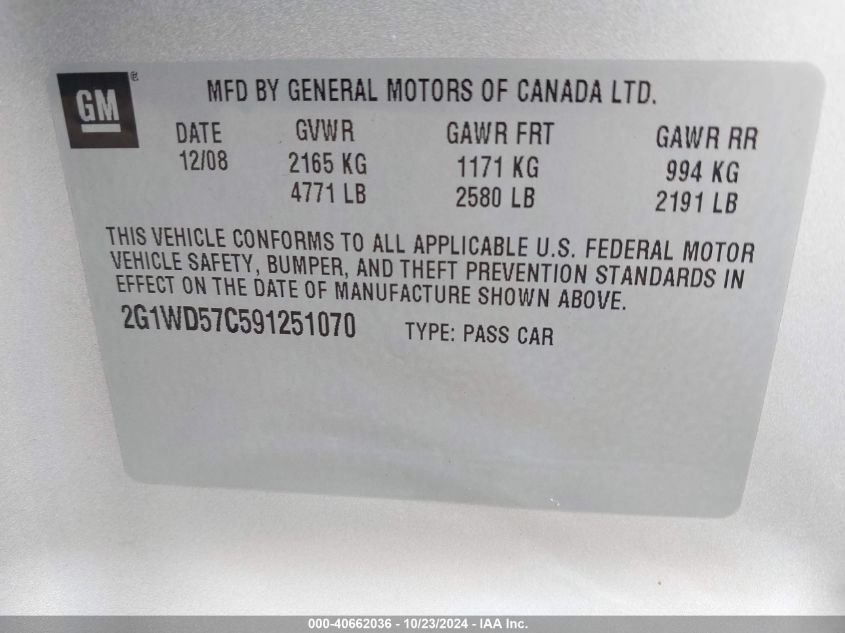 GM®
MFD BY GENERAL MOTORS OF CANADA LTD.
DATE GVWR GAWR FRT GAWR RR
12/08 2165 KG 1171 KG 994 KG
4771 LB 2580 LB 2191 LB
THIS VEHICLE CONFORMS TO ALL APPLICABLE U.S. FEDERAL MOTOR
VEHICLE SAFETY, BUMPER, AND THEFT PREVENTION STANDARDS IN
EFFECT ON THE DATE OF MANUFACTURE SHOWN ABOVE.
2G1WD57C591251070 TYPE: PASS CAR
000-40662036 - 10/23/2024 - IAA Inc.